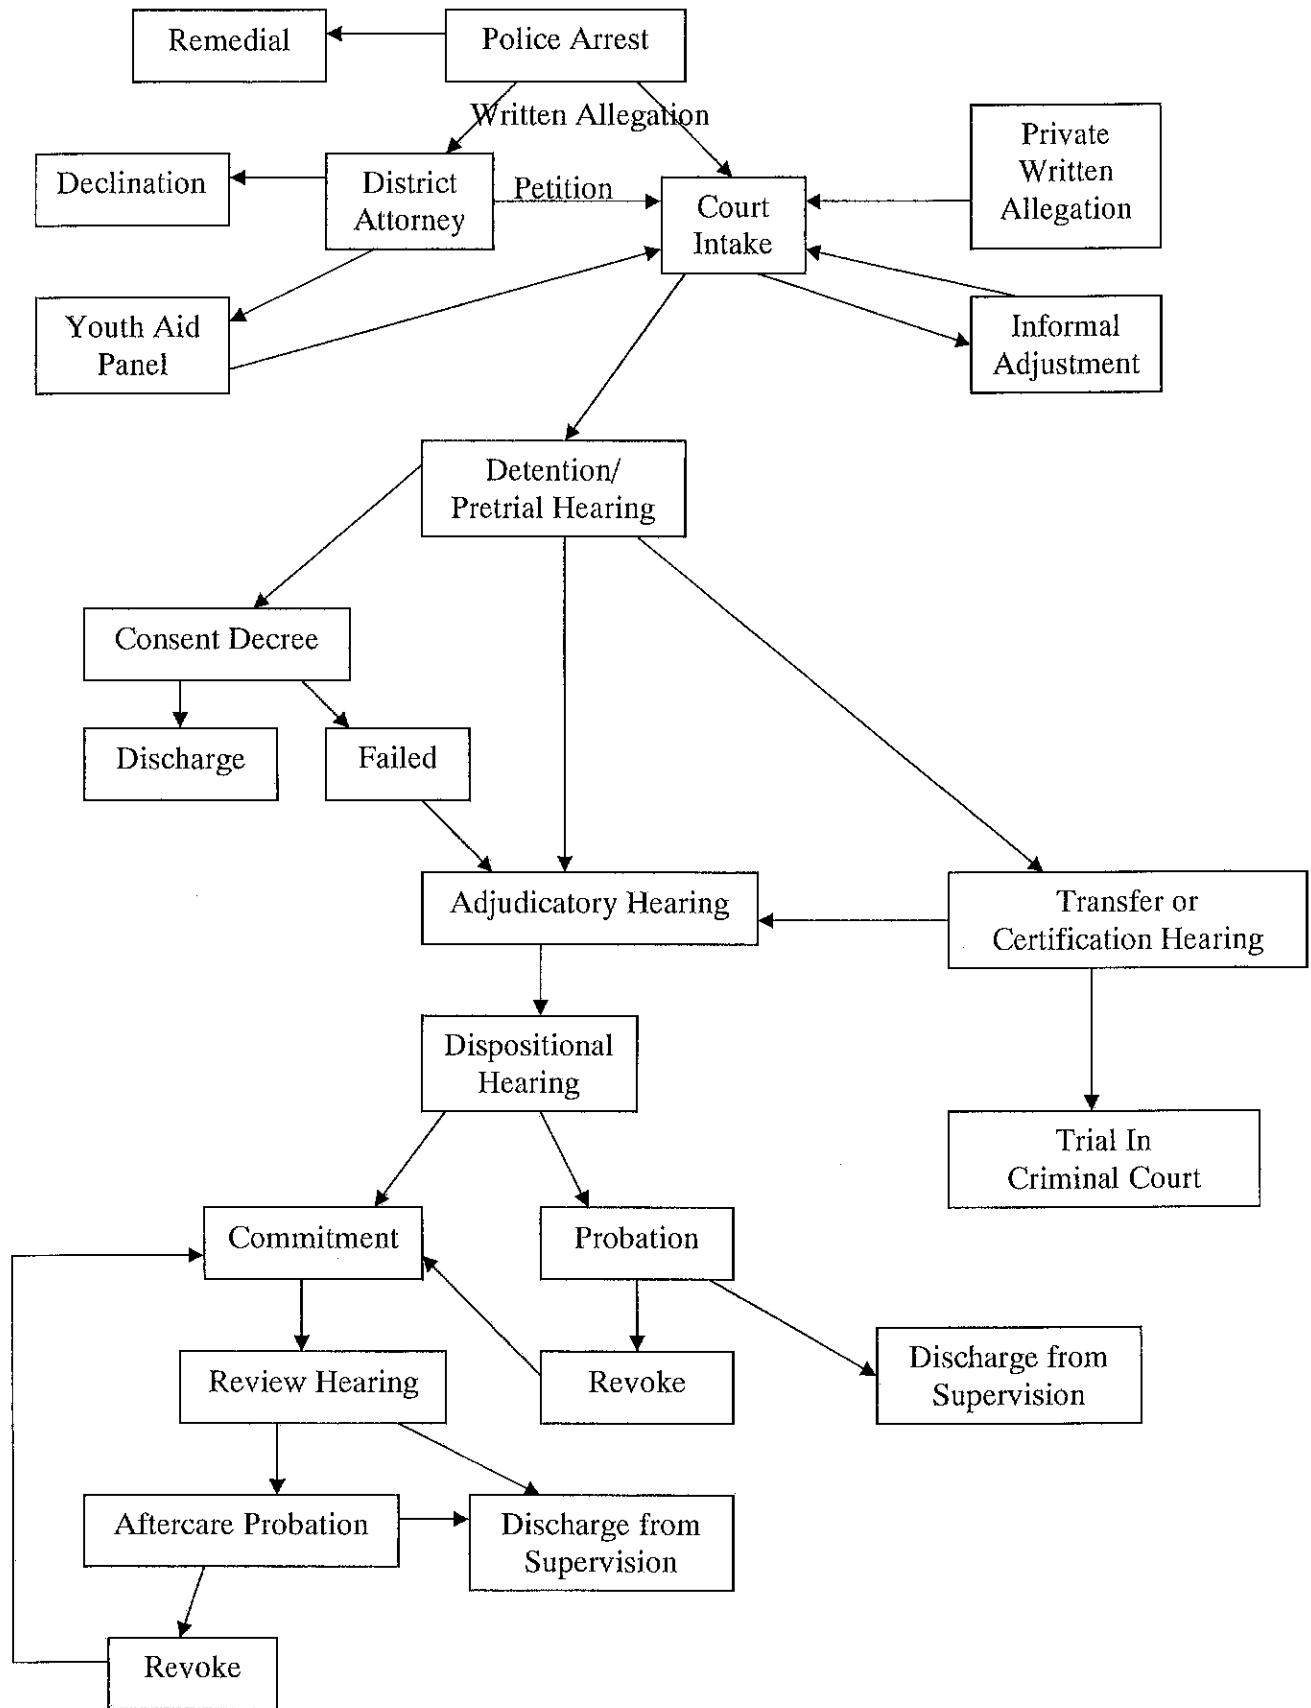 Remedial
Police Arrest
Written Allegation
Private
Written
Allegation
Declination
District
Attorney
Petition
Court
Intake
Youth Aid
Panel
Informal
Adjustment
Detention/
Pretrial Hearing
Consent Decree
Discharge
Failed
Adjudicatory Hearing
Transfer or
Certification Hearing
Dispositional
Hearing
Trial In
Criminal Court
Commitment
Probation
Review Hearing
Revoke
Discharge from
Supervision
Aftercare Probation
Discharge from
Supervision
Revoke